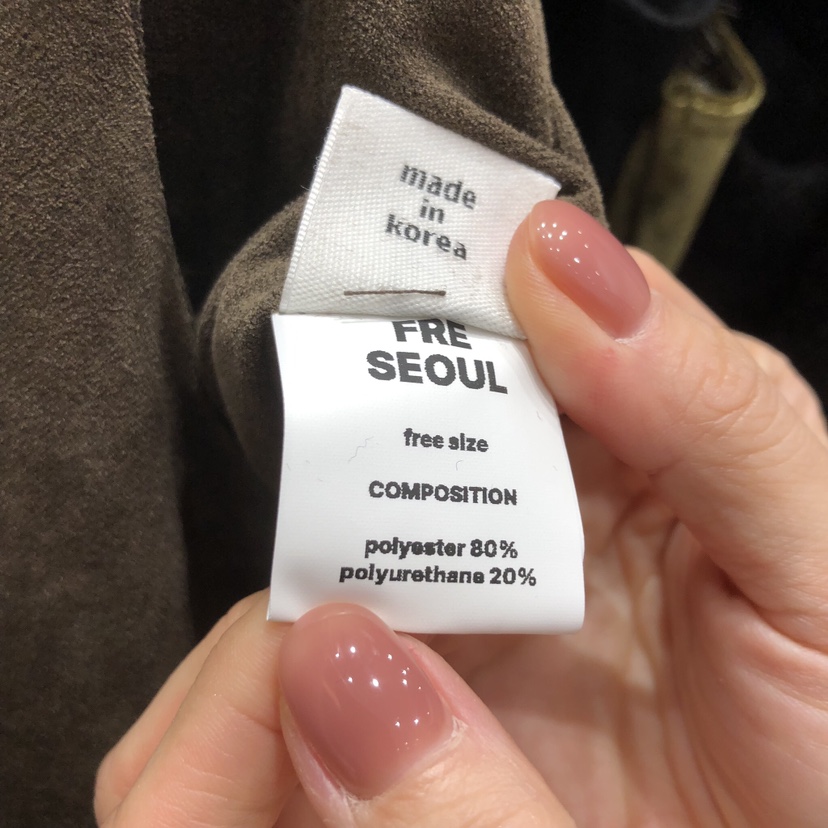 made
in
korea
FRE
SEOUL
free size
COMPOSITION
polyester 80%
polyurethane 20%